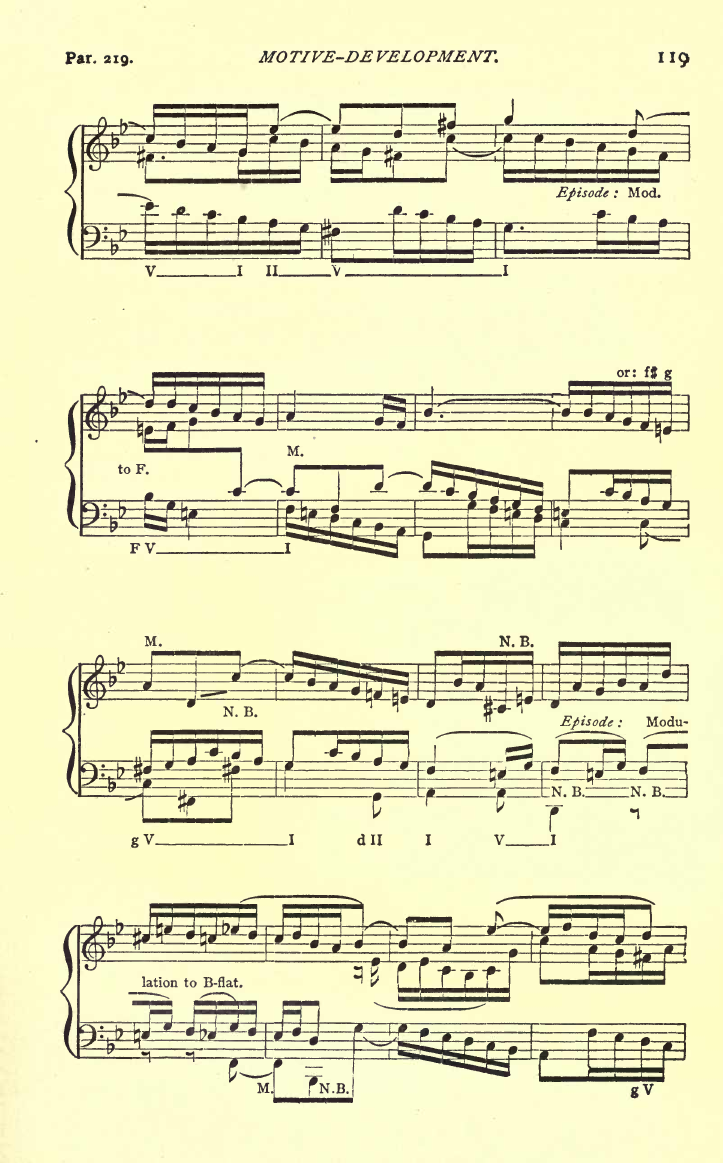 Par. 219. MOTIVE-DEVELOPMENT. 119
Episode: Mod.
V I II V I
or: f♯ g
M.
to F.
F V I
M. N. B.
N. B.
Episode: Modu-
N. B. N. B.
g V I d II I V I
lation to B-flat.
M. N.B.
g V